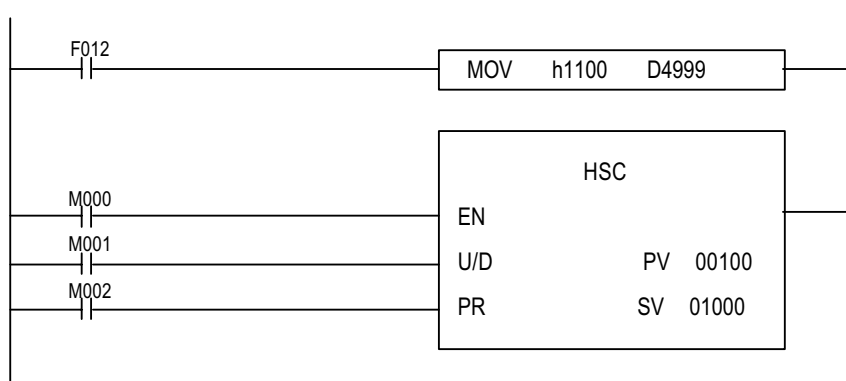 F012
MOV h1100 D4999
HSC
M000
EN
M001
U/D PV 00100
M002
PR SV 01000